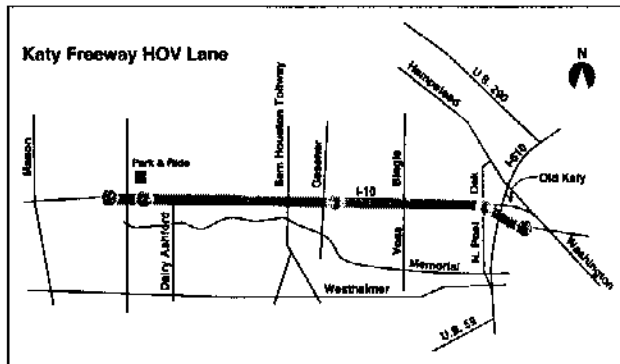 Katy Freeway HOV Lane
N
U.S. 290
Hempstead
Sam Houston Tollway
Gessner
Mason
Park & Ride
Bingle
I-610
I-10
Oak
Old Katy
Dairy Ashford
Voss
N. Post
Washington
Memorial
Westheimer
U.S. 59